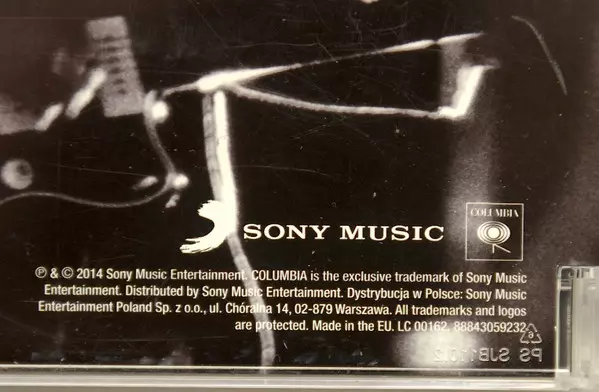 SONY MUSIC
COLUMBIA
℗ & © 2014 Sony Music Entertainment. COLUMBIA is the exclusive trademark of Sony Music
Entertainment. Distributed by Sony Music Entertainment. Dystrybucja w Polsce: Sony Music
Entertainment Poland Sp. z o.o., ul. Chóralna 14, 02-879 Warszawa. All trademarks and logos
are protected. Made in the EU. LC 00162. 88843059232
PS